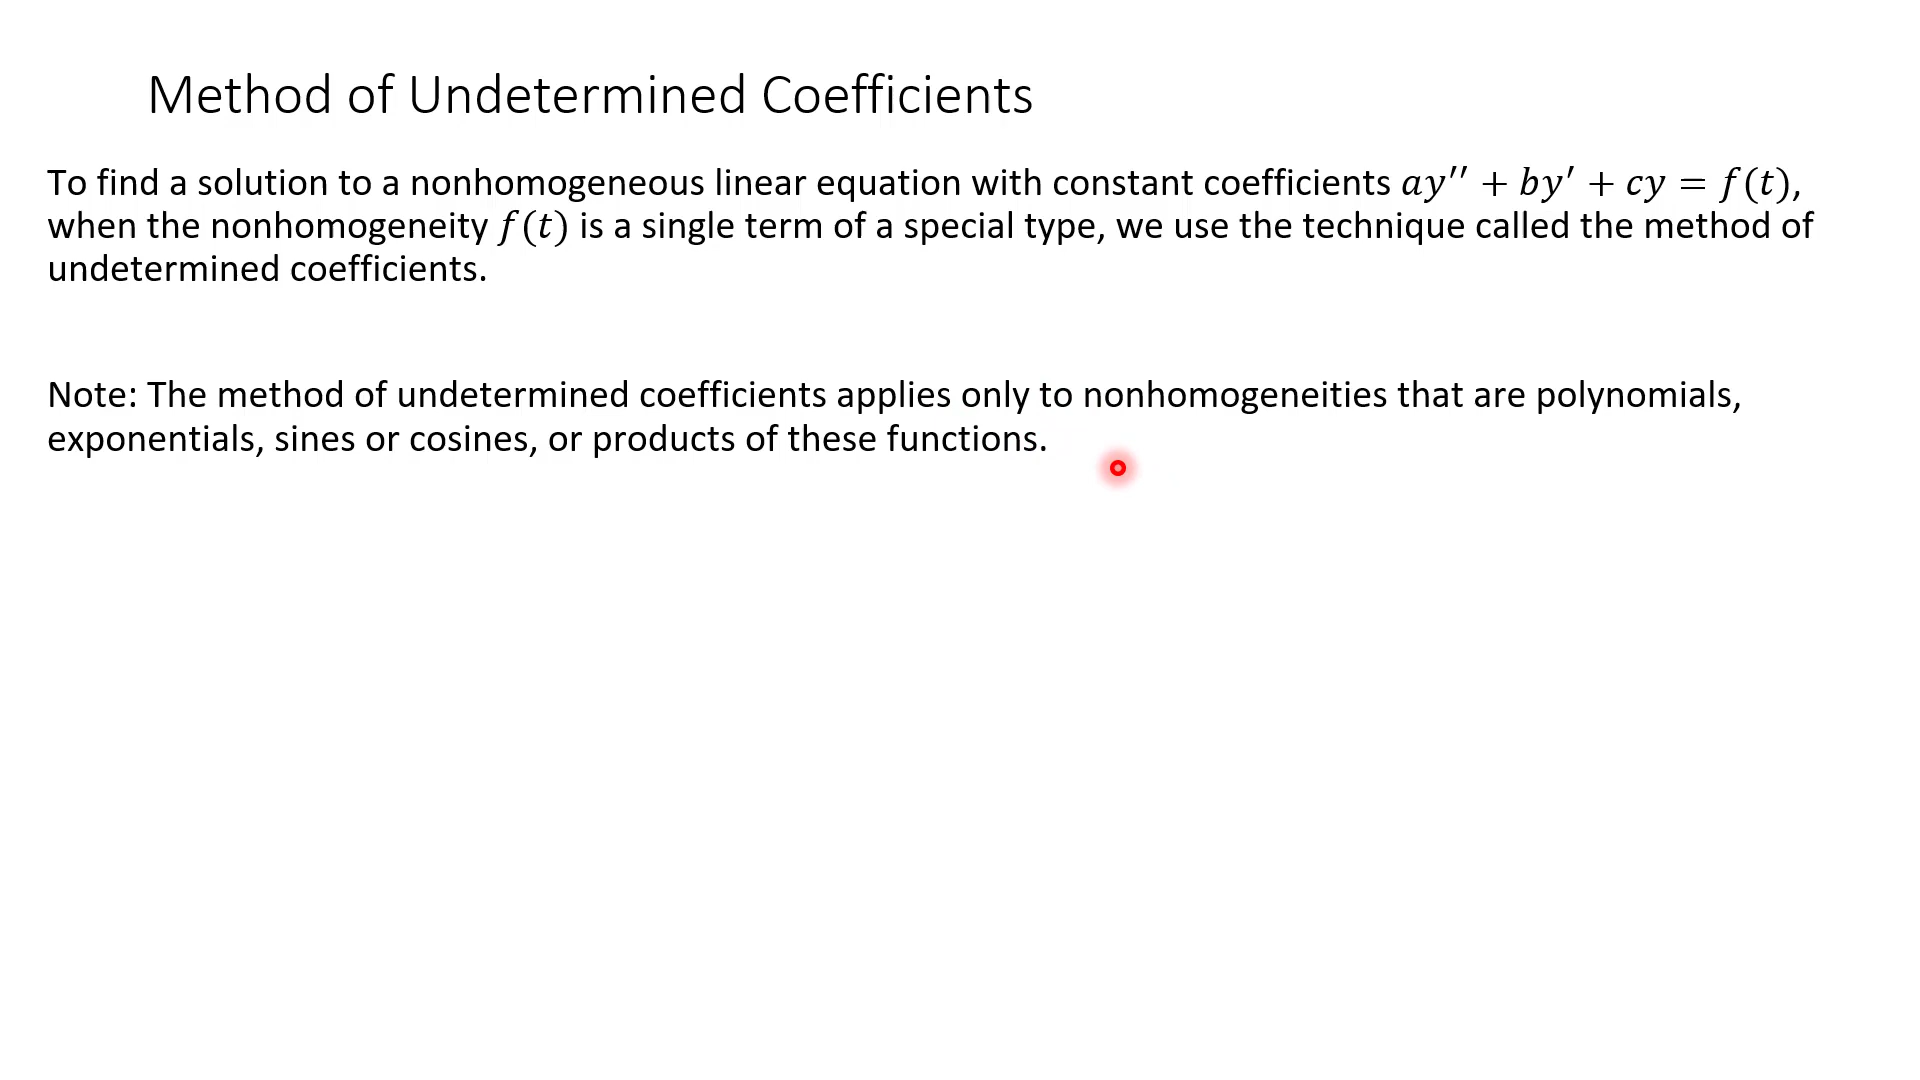 Method of Undetermined Coefficients
To find a solution to a nonhomogeneous linear equation with constant coefficients ay′′ + by′ + cy = f(t),
when the nonhomogeneity f(t) is a single term of a special type, we use the technique called the method of
undetermined coefficients.
Note: The method of undetermined coefficients applies only to nonhomogeneities that are polynomials,
exponentials, sines or cosines, or products of these functions.